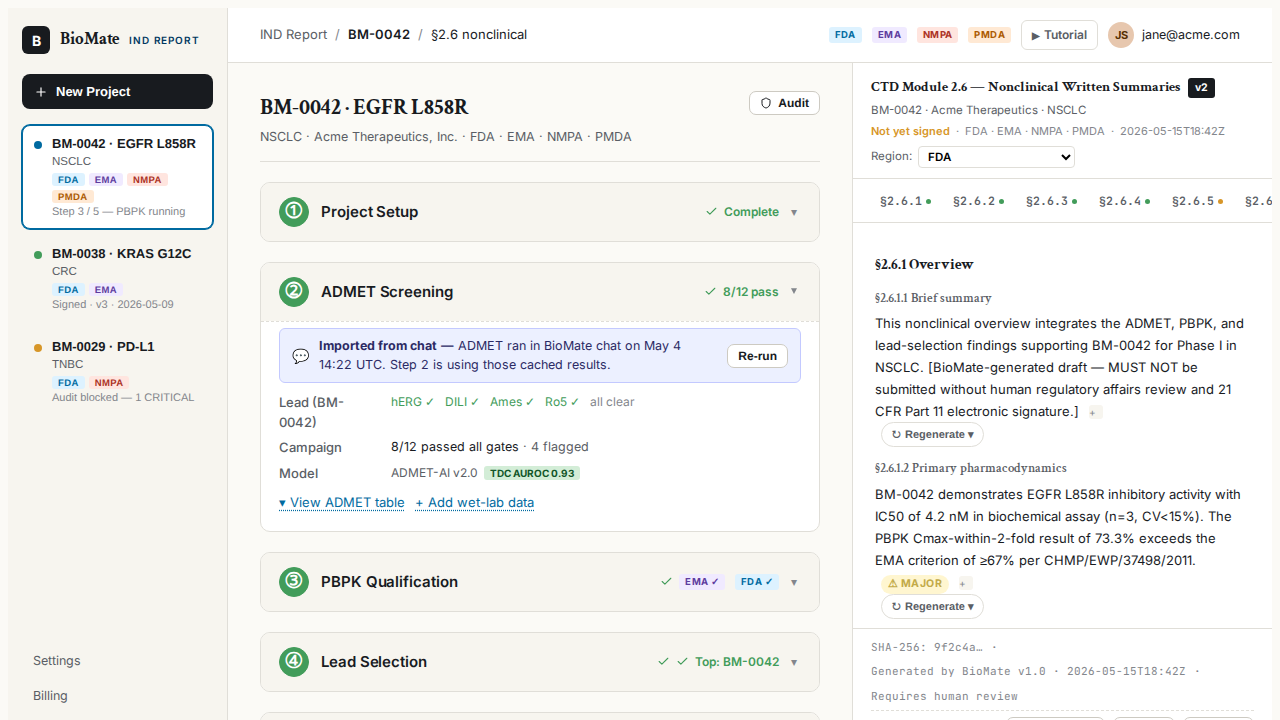 B BioMate IND REPORT
+ New Project
BM-0042 · EGFR L858R
NSCLC
FDA EMA NMPA
PMDA
Step 3 / 5 — PBPK running
BM-0038 · KRAS G12C
CRC
FDA EMA
Signed · v3 · 2026-05-09
BM-0029 · PD-L1
TNBC
FDA NMPA
Audit blocked — 1 CRITICAL
Settings
Billing
IND Report / BM-0042 / §2.6 nonclinical
FDA EMA NMPA PMDA ▶ Tutorial JS jane@acme.com
BM-0042 · EGFR L858R
Audit
NSCLC · Acme Therapeutics, Inc. · FDA · EMA · NMPA · PMDA
① Project Setup ✓ Complete ▾
② ADMET Screening ✓ 8/12 pass ▾
💬 Imported from chat — ADMET ran in BioMate chat on May 4
14:22 UTC. Step 2 is using those cached results.
Re-run
Lead (BM-
0042)
hERG ✓ DILI ✓ Ames ✓ Ro5 ✓ all clear
Campaign 8/12 passed all gates · 4 flagged
Model ADMET-AI v2.0 TDC AUROC 0.93
▾ View ADMET table + Add wet-lab data
③ PBPK Qualification ✓ EMA ✓ FDA ✓ ▾
④ Lead Selection ✓ ✓ Top: BM-0042 ▾
CTD Module 2.6 — Nonclinical Written Summaries v2
BM-0042 · Acme Therapeutics · NSCLC
Not yet signed · FDA · EMA · NMPA · PMDA · 2026-05-15T18:42Z
Region: FDA
§2.6.1 §2.6.2 §2.6.3 §2.6.4 §2.6.5 §2.6
§2.6.1 Overview
§2.6.1.1 Brief summary
This nonclinical overview integrates the ADMET, PBPK, and
lead-selection findings supporting BM-0042 for Phase I in
NSCLC. [BioMate-generated draft — MUST NOT be
submitted without human regulatory affairs review and 21
CFR Part 11 electronic signature.] +
↻ Regenerate ▾
§2.6.1.2 Primary pharmacodynamics
BM-0042 demonstrates EGFR L858R inhibitory activity with
IC50 of 4.2 nM in biochemical assay (n=3, CV<15%). The
PBPK Cmax-within-2-fold result of 73.3% exceeds the
EMA criterion of ≥67% per CHMP/EWP/37498/2011.
⚠ MAJOR +
↻ Regenerate ▾
SHA-256: 9f2c4a… ·
Generated by BioMate v1.0 · 2026-05-15T18:42Z ·
Requires human review